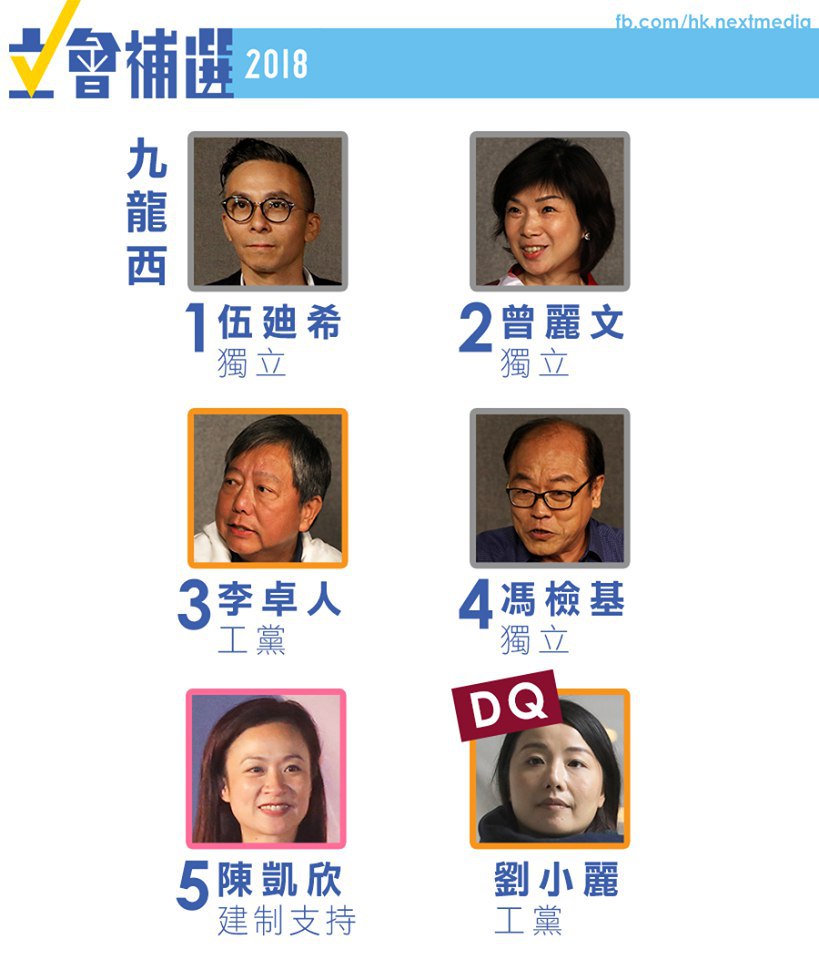 fb.com/hk.nextmedia
立會補選 2018
九龍西
1 伍廸希
獨立
2 曾麗文
獨立
3 李卓人
工黨
4 馮檢基
獨立
5 陳凱欣
建制支持
DQ
劉小麗
工黨